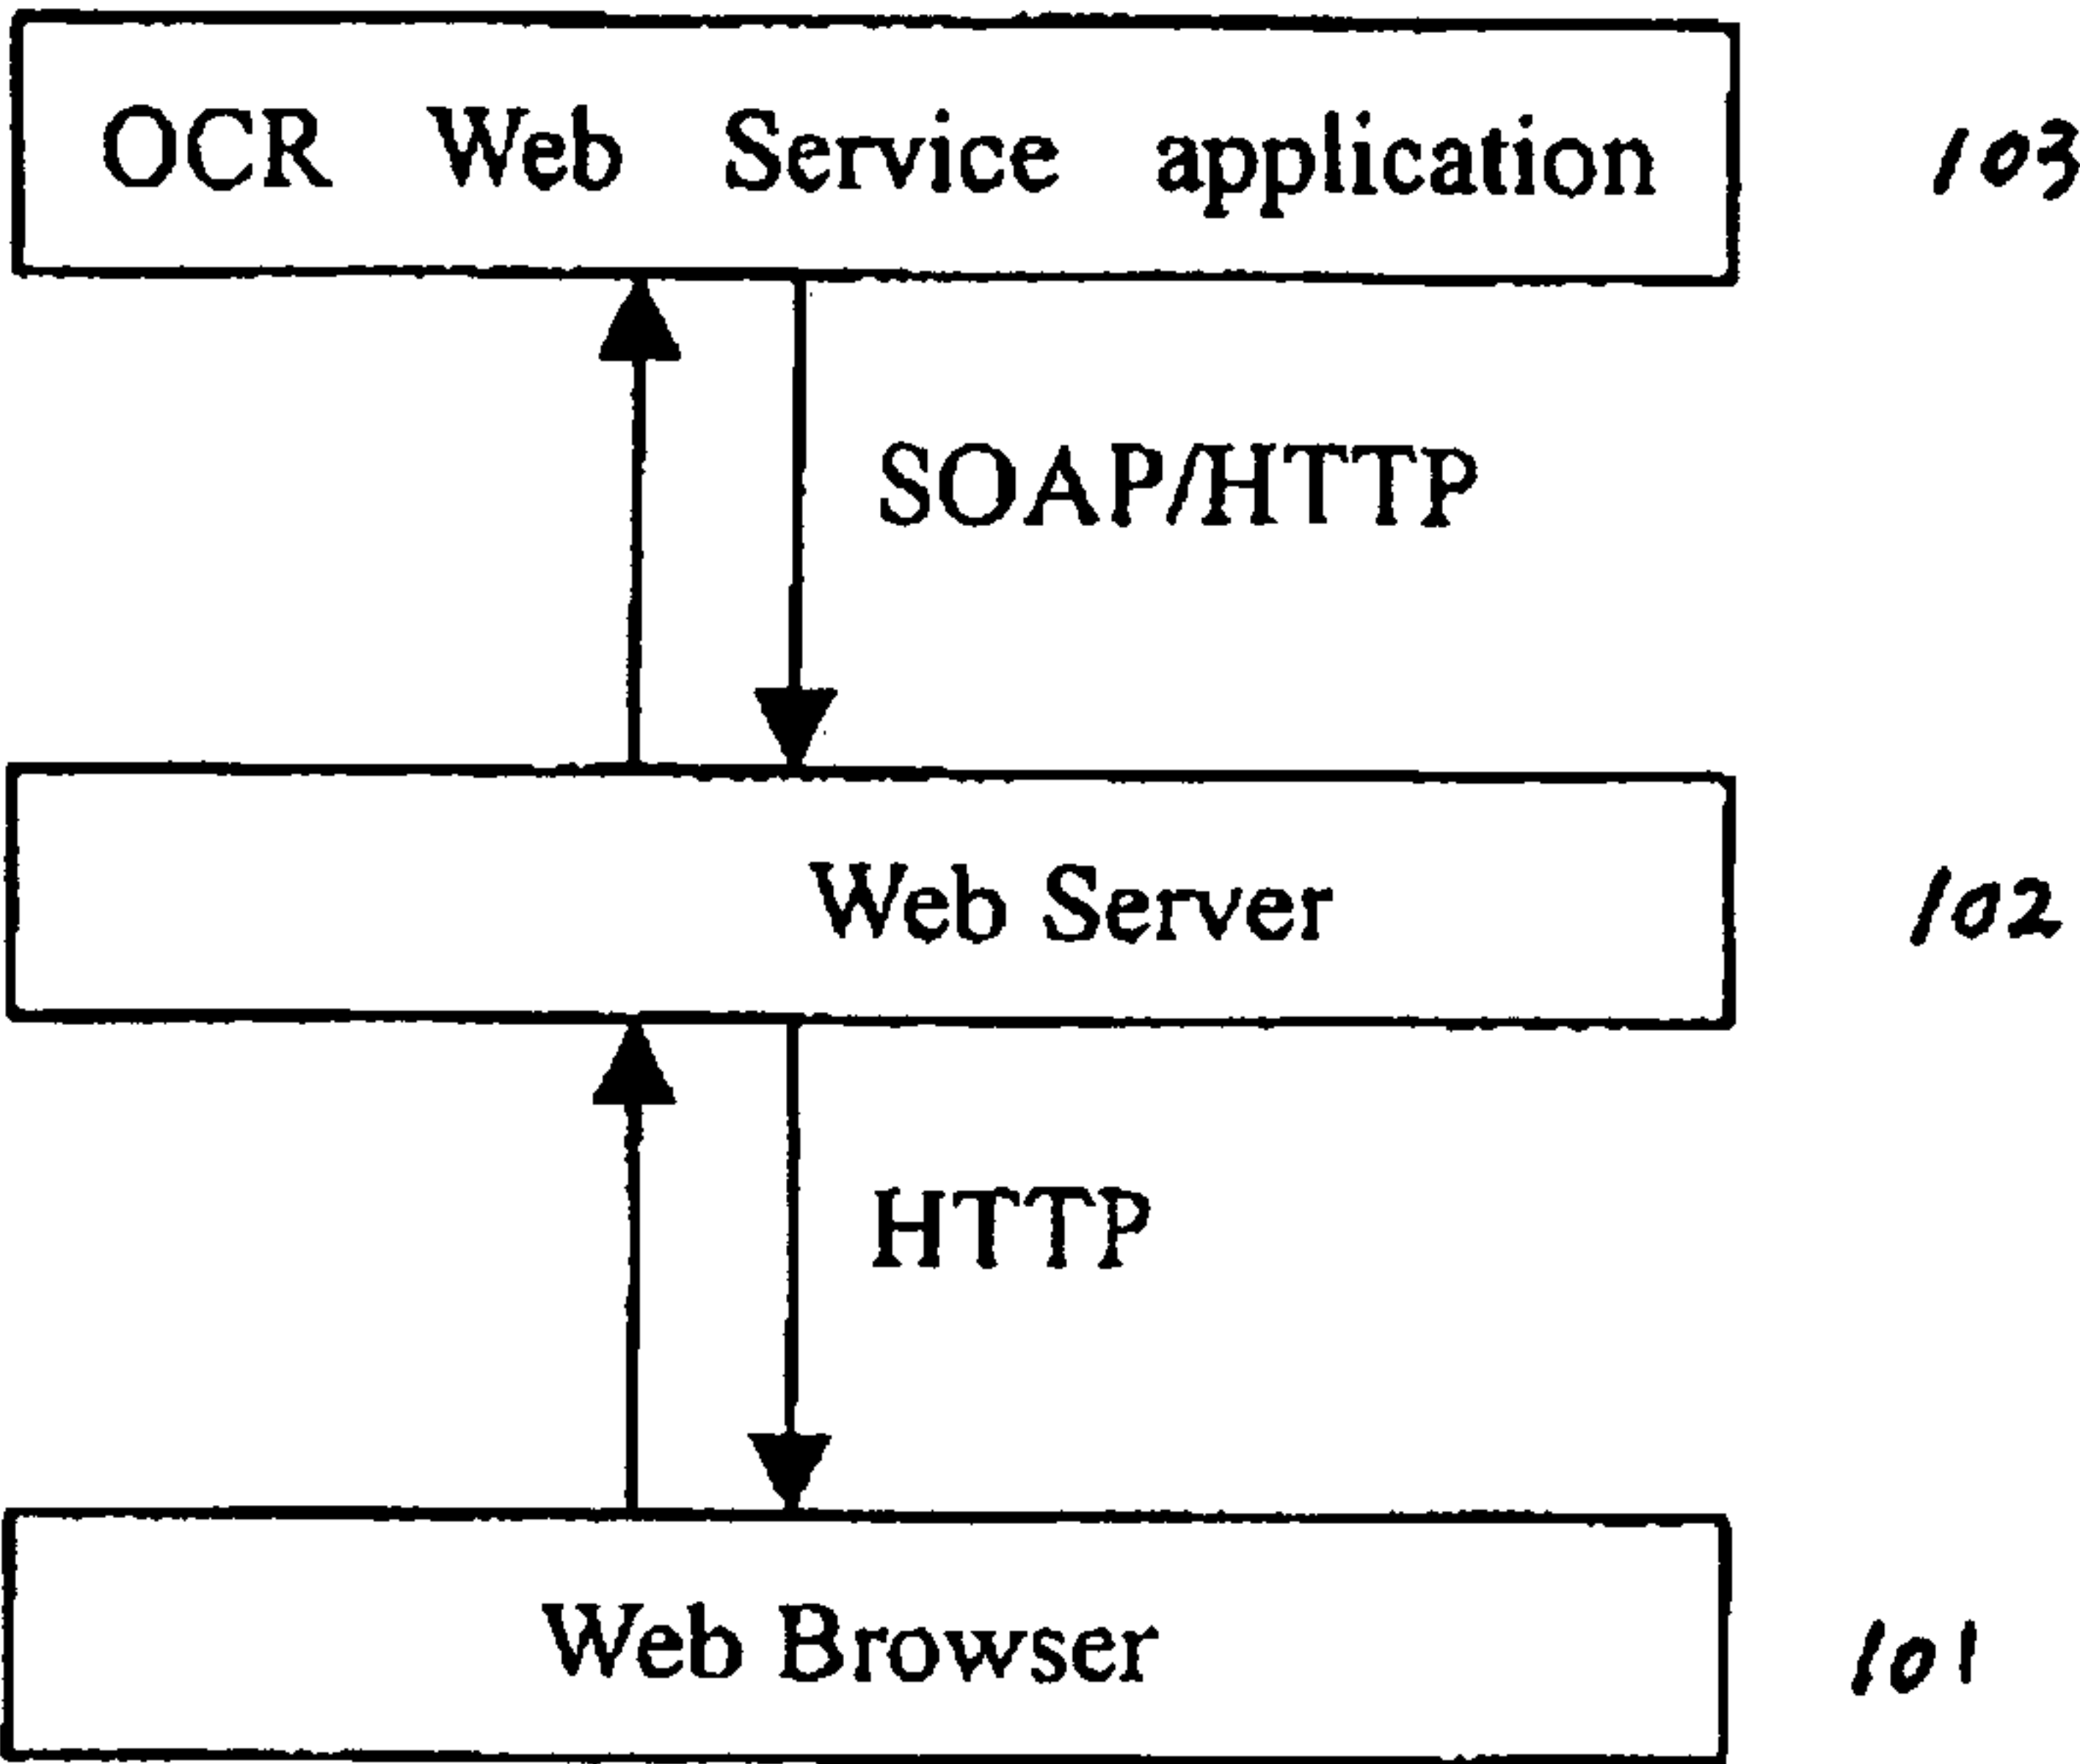 OCR Web Service application 103
SOAP/HTTP
Web Server 102
HTTP
Web Browser 101